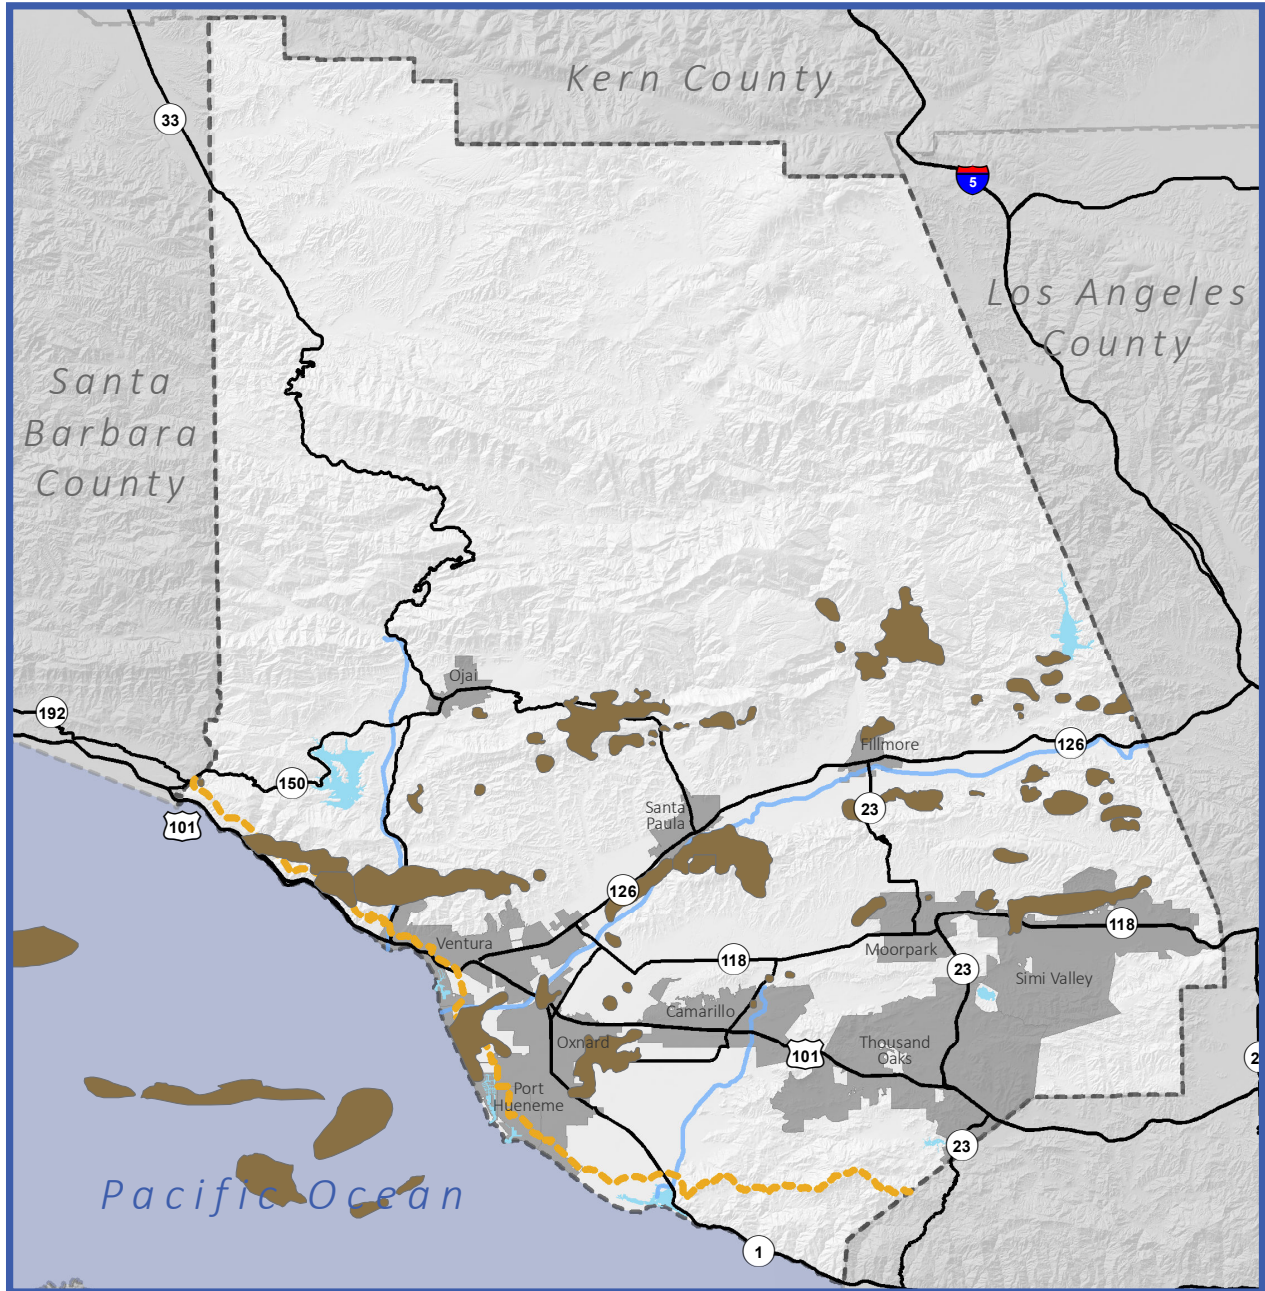 Kern County
33
5
Los Angeles
County
Santa
Barbara
County
Ojai
192
Fillmore
126
150
Santa
Paula
23
101
126
Ventura
118
Moorpark
118
23
Simi Valley
Camarillo
Oxnard
101
Thousand
Oaks
Port
Hueneme
23
Pacific Ocean
1